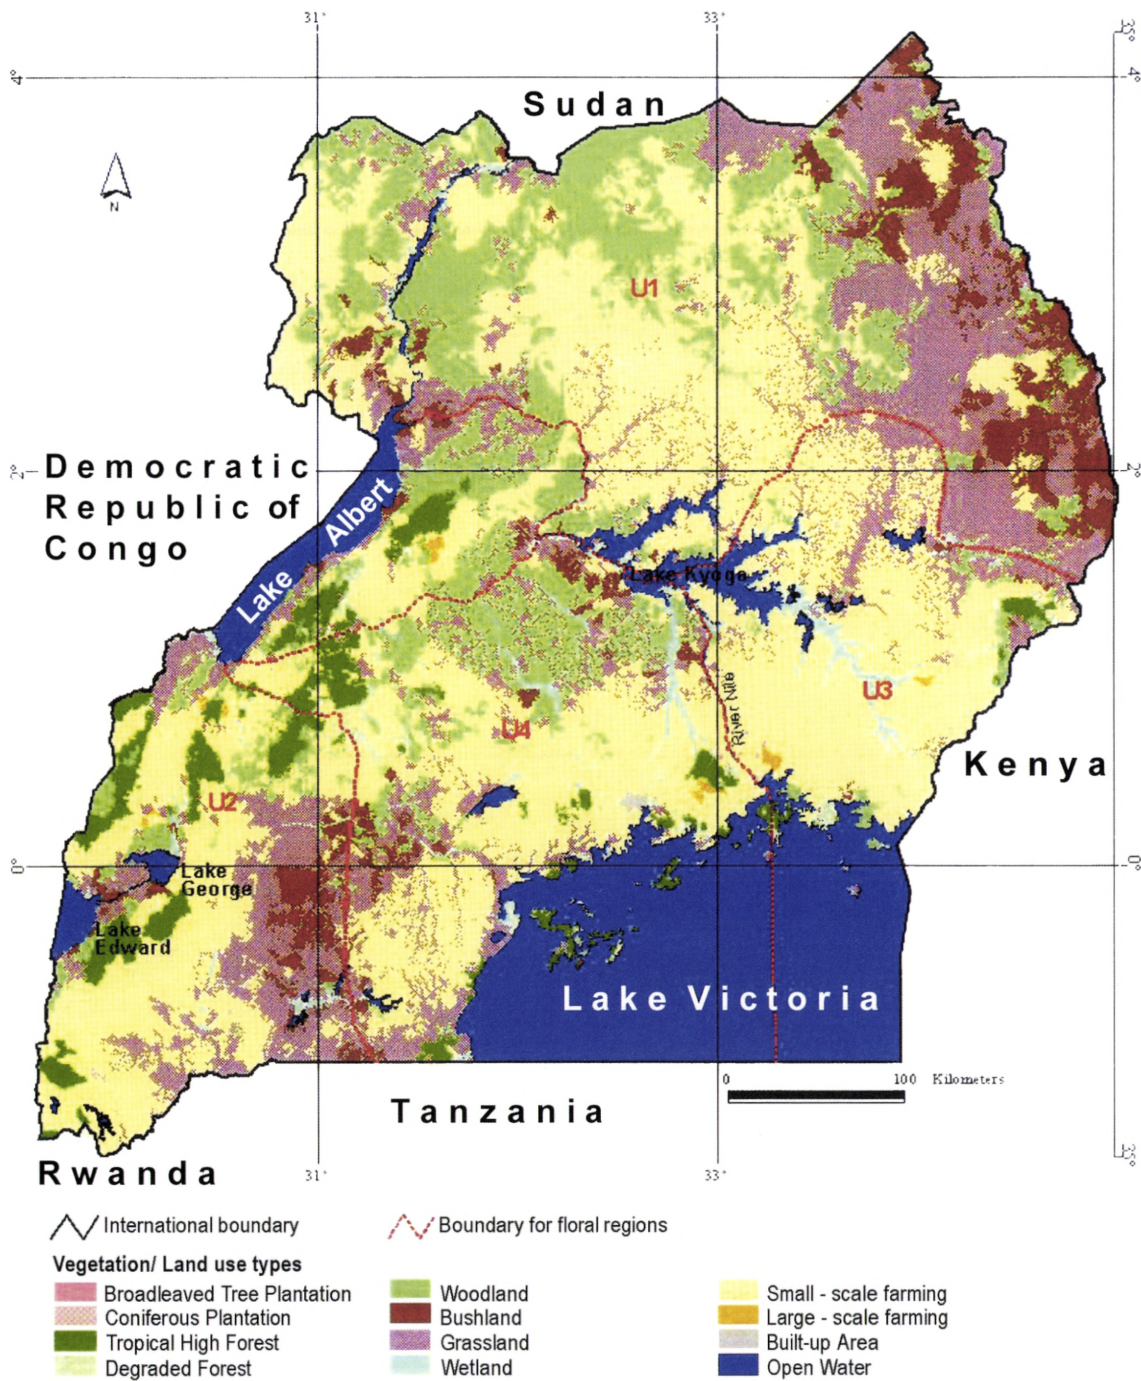 31°
33°
35°
4°
4°
Sudan
N
U1
Democratic
Republic of
Congo
2°
2°
Lake Albert
Lake Kyoga
U3
River Nile
U4
Kenya
U2
0°
0°
Lake
George
Lake
Edward
Lake Victoria
0 100 Kilometers
Tanzania
Rwanda
31°
33°
35°
International boundary
Boundary for floral regions
Vegetation/ Land use types
Broadleaved Tree Plantation
Coniferous Plantation
Tropical High Forest
Degraded Forest
Woodland
Bushland
Grassland
Wetland
Small - scale farming
Large - scale farming
Built-up Area
Open Water